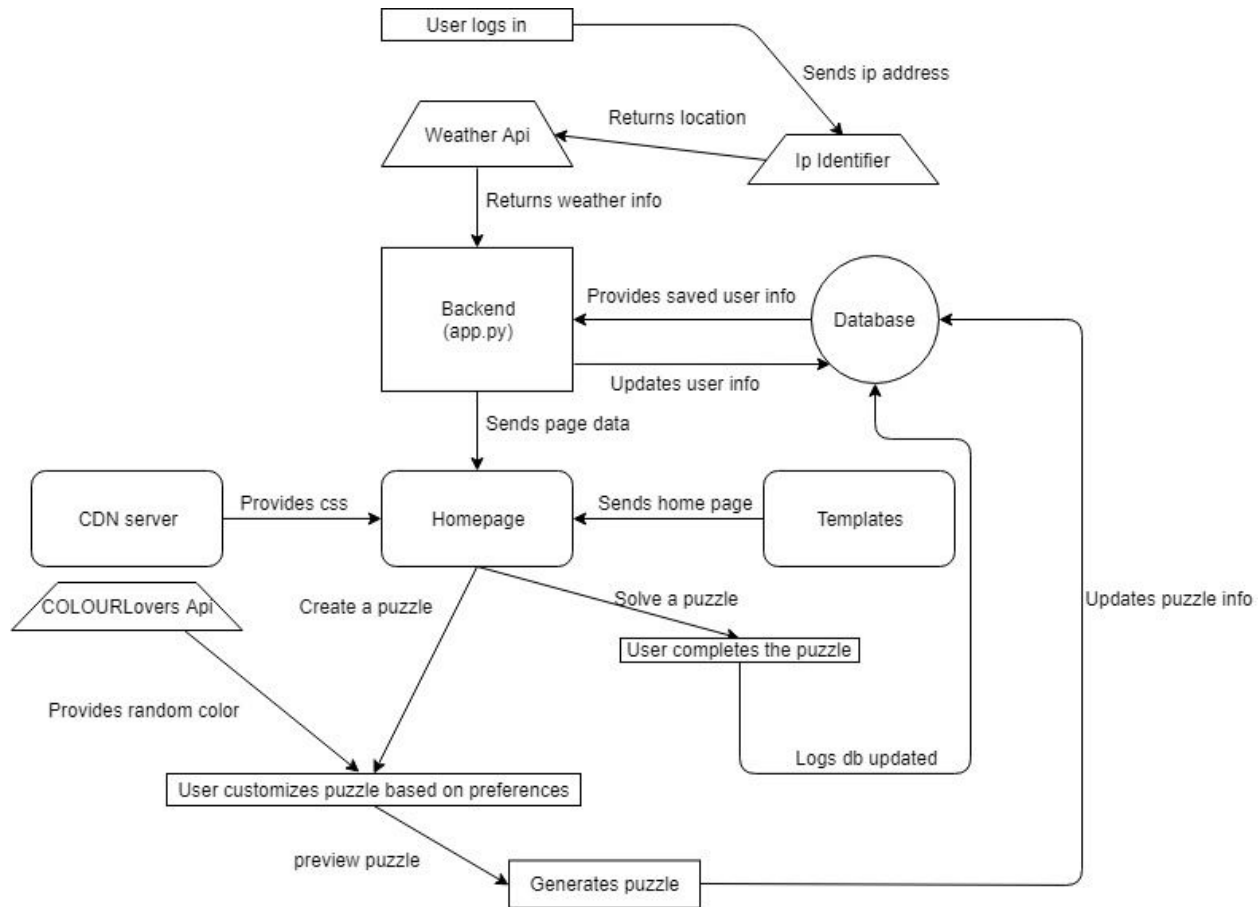 User logs in
Sends ip address
Returns location
Weather Api
Ip Identifier
Returns weather info
Provides saved user info
Backend
(app.py)
Database
Updates user info
Sends page data
CDN server
Provides css
Homepage
Sends home page
Templates
COLOURLovers Api
Create a puzzle
Solve a puzzle
Updates puzzle info
User completes the puzzle
Provides random color
Logs db updated
User customizes puzzle based on preferences
preview puzzle
Generates puzzle